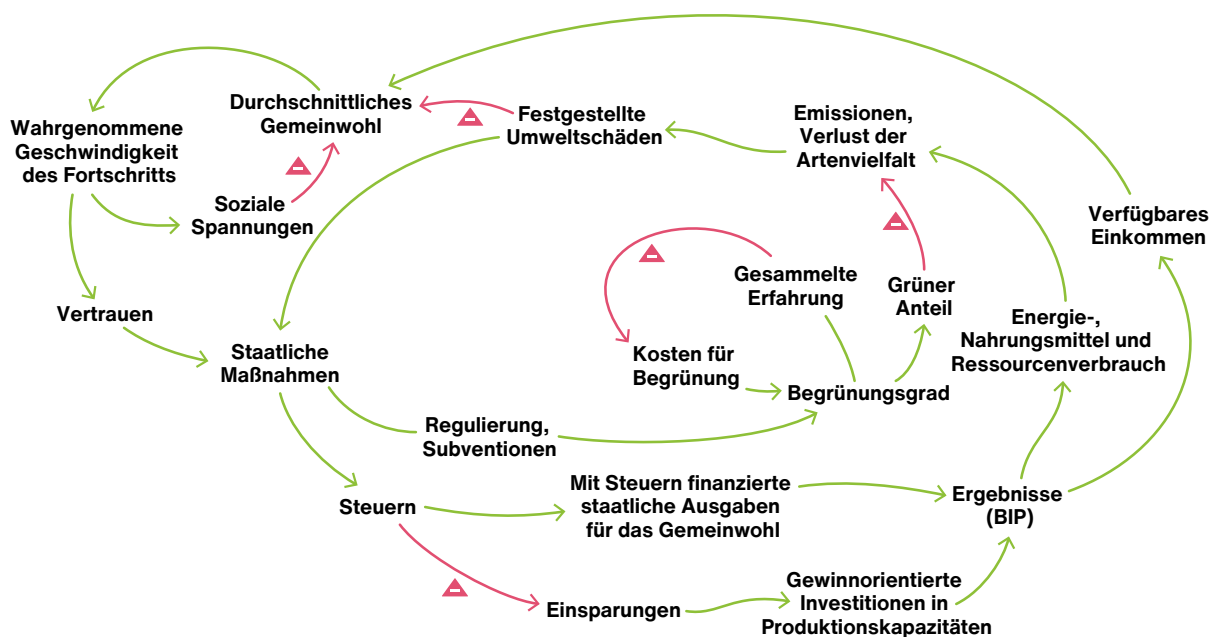 Durchschnittliches
Gemeinwohl
Festgestellte
Umweltschäden
Emissionen,
Verlust der
Artenvielfalt
Wahrgenommene
Geschwindigkeit
des Fortschritts
Soziale
Spannungen
Verfügbares
Einkommen
Gesammelte
Erfahrung
Grüner
Anteil
Vertrauen
Energie-,
Nahrungsmittel und
Ressourcenverbrauch
Staatliche
Maßnahmen
Kosten für
Begrünung
Begrünungsgrad
Regulierung,
Subventionen
Mit Steuern finanzierte
staatliche Ausgaben
für das Gemeinwohl
Steuern
Ergebnisse
(BIP)
Einsparungen
Gewinnorientierte
Investitionen in
Produktionskapazitäten